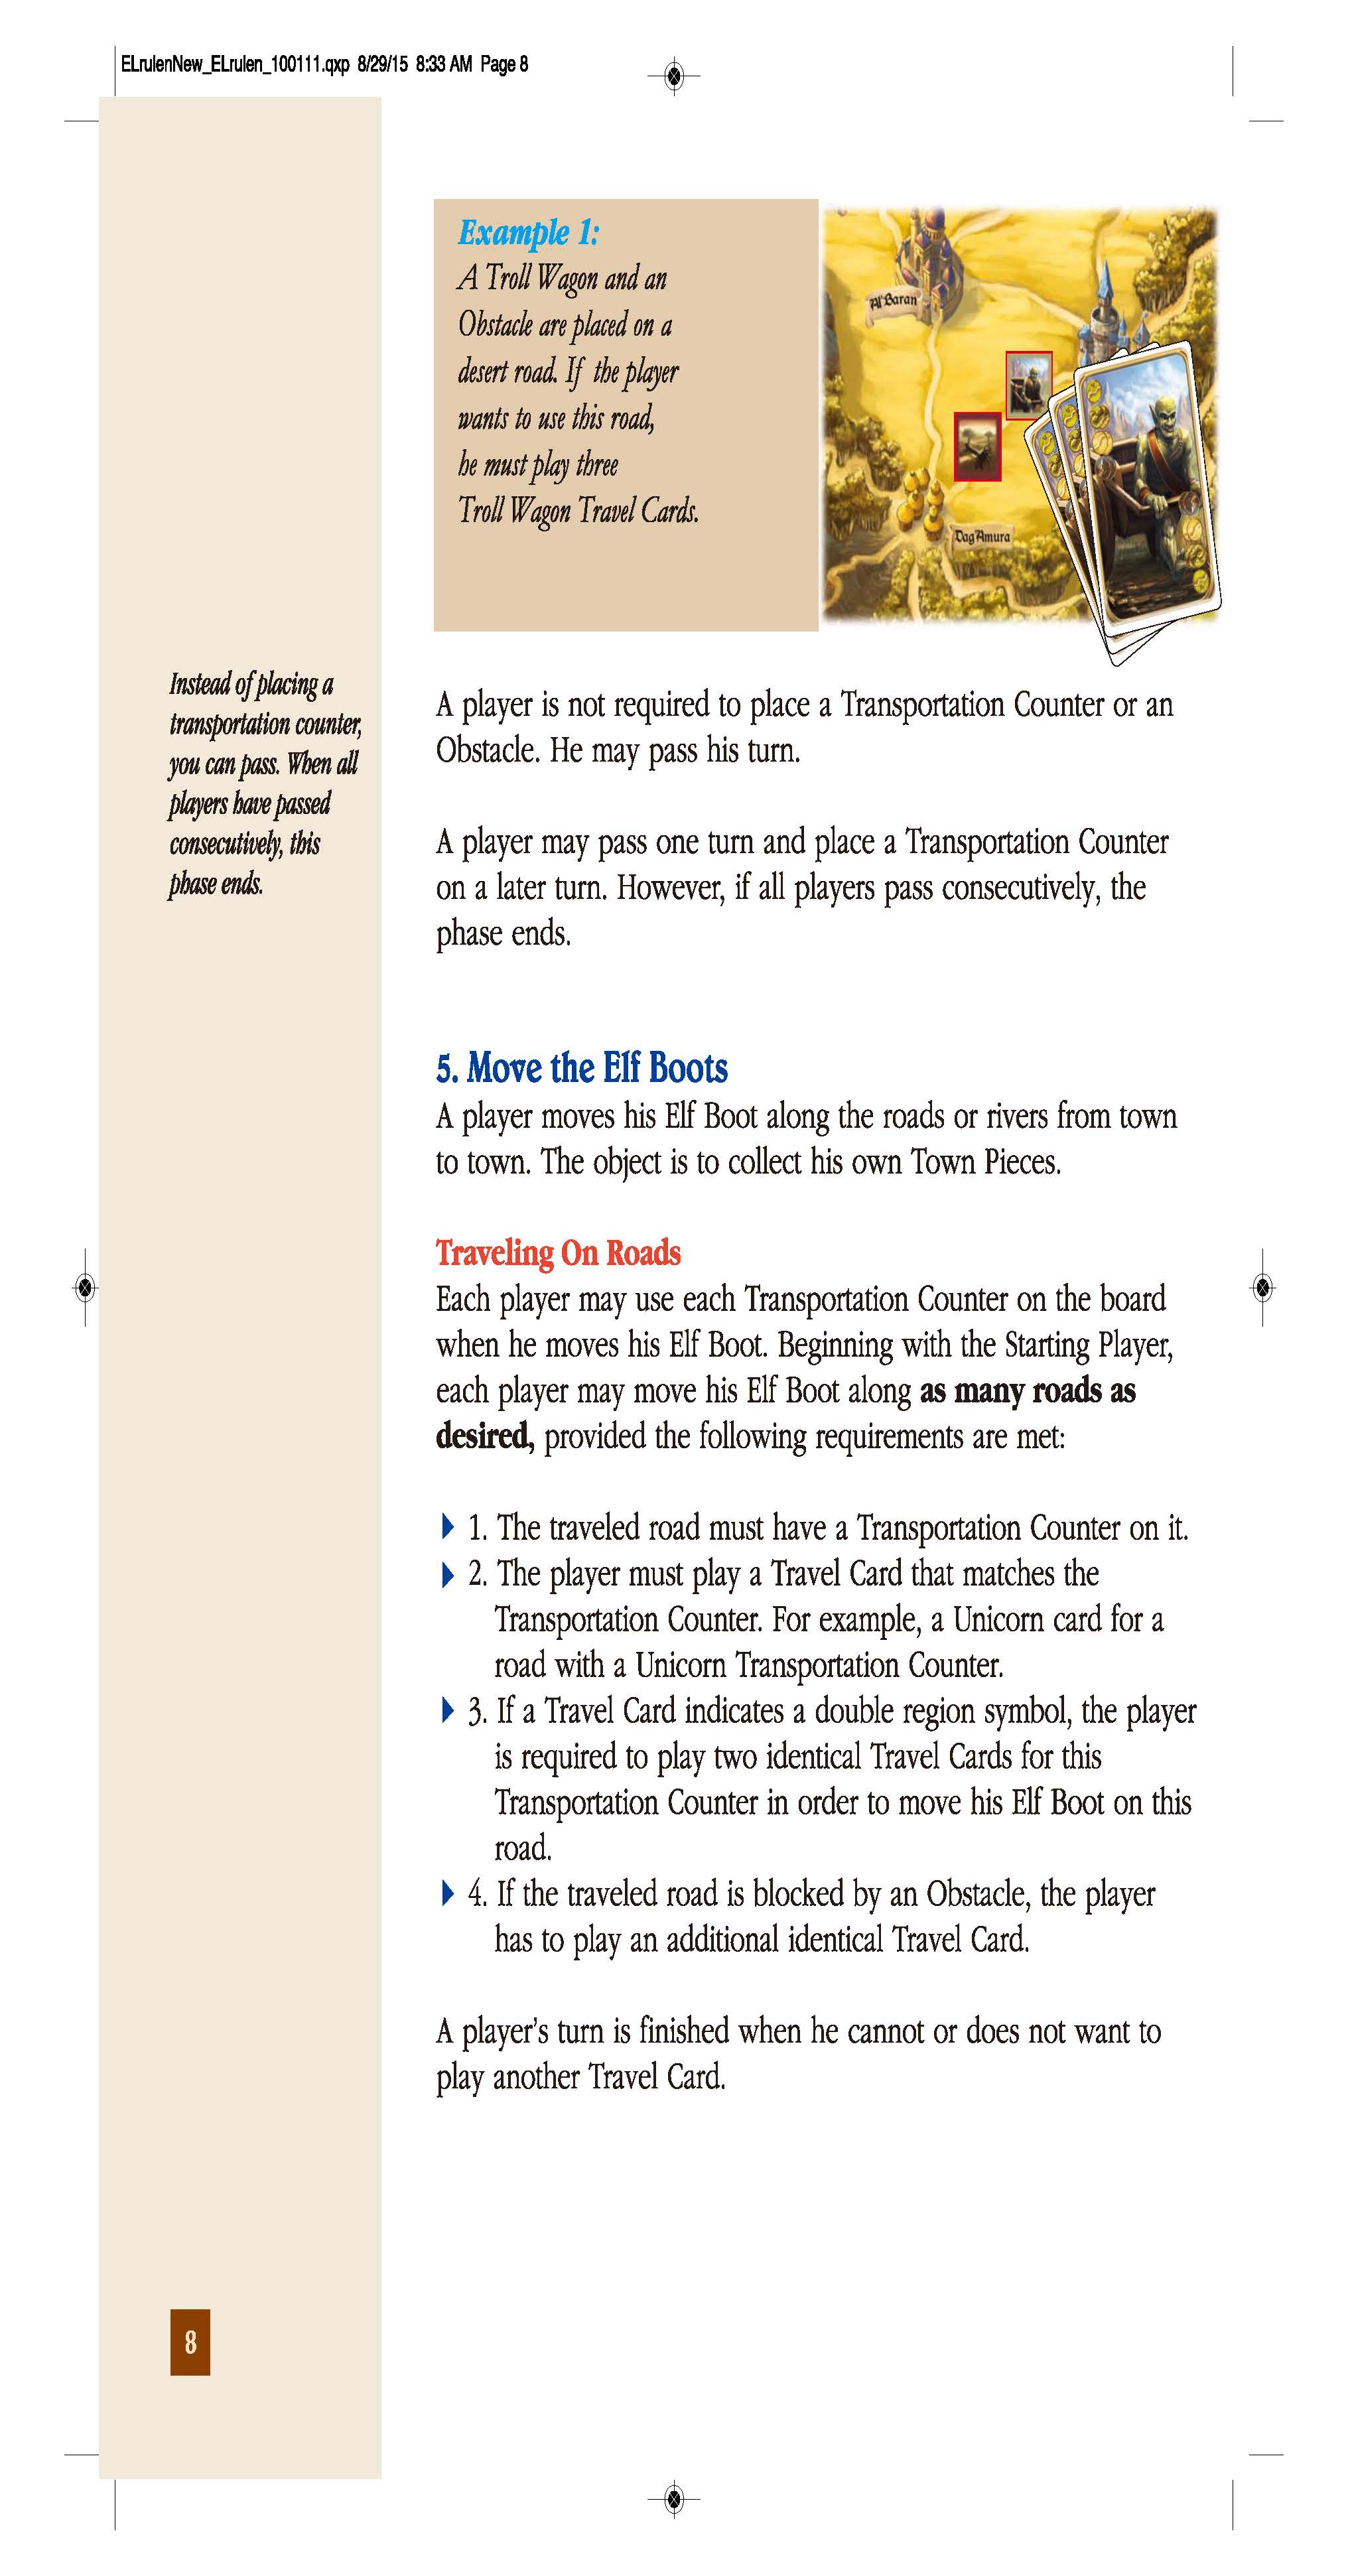 ELrulenNew_ELrulen_100111.qxp 8/29/15 8:33 AM Page 8
Example 1:
A Troll Wagon and an
Obstacle are placed on a
desert road. If the player
wants to use this road,
he must play three
Troll Wagon Travel Cards.
Al'Baran
Dag'Amura
Instead of placing a
transportation counter,
you can pass. When all
players have passed
consecutively, this
phase ends.
A player is not required to place a Transportation Counter or an
Obstacle. He may pass his turn.
A player may pass one turn and place a Transportation Counter
on a later turn. However, if all players pass consecutively, the
phase ends.
5. Move the Elf Boots
A player moves his Elf Boot along the roads or rivers from town
to town. The object is to collect his own Town Pieces.
Traveling On Roads
Each player may use each Transportation Counter on the board
when he moves his Elf Boot. Beginning with the Starting Player,
each player may move his Elf Boot along as many roads as
desired, provided the following requirements are met:
1. The traveled road must have a Transportation Counter on it.
2. The player must play a Travel Card that matches the
Transportation Counter. For example, a Unicorn card for a
road with a Unicorn Transportation Counter.
3. If a Travel Card indicates a double region symbol, the player
is required to play two identical Travel Cards for this
Transportation Counter in order to move his Elf Boot on this
road.
4. If the traveled road is blocked by an Obstacle, the player
has to play an additional identical Travel Card.
A player's turn is finished when he cannot or does not want to
play another Travel Card.
8